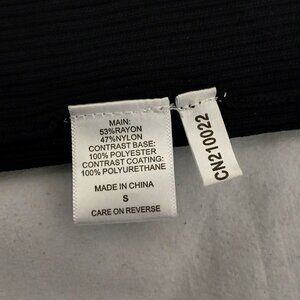 MAIN:
53%RAYON
47%NYLON
CONTRAST BASE:
100% POLYESTER
CONTRAST COATING:
100% POLYURETHANE
MADE IN CHINA
S
CARE ON REVERSE
CN210022